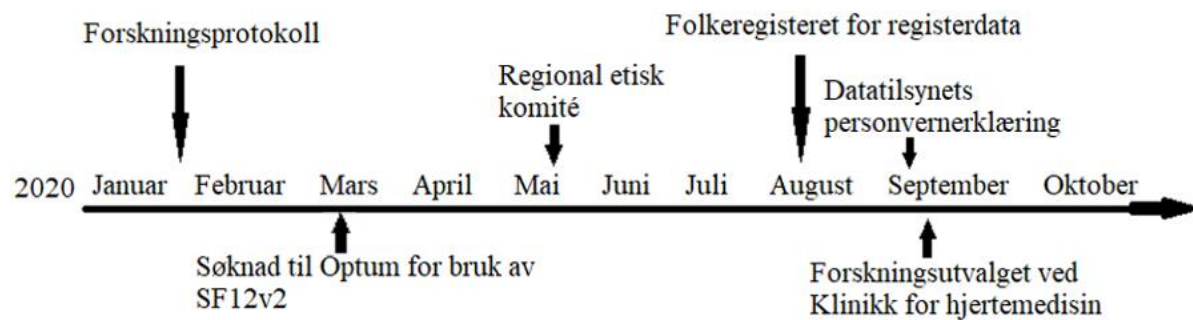 Forskningsprotokoll
Folkeregisteret for registerdata
Regional etisk
komité
Datatilsynets
personvernerklæring
2020 Januar Februar Mars April Mai Juni Juli August September Oktober
Søknad til Optum for bruk av
SF12v2
Forskningsutvalget ved
Klinikk for hjertemedisin